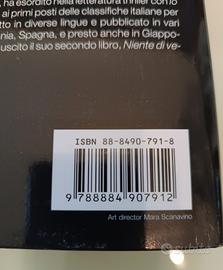 , ha esordito nella letteratura thriller con Io
ai primi posti delle classifiche italiane per
otto in diverse lingue e pubblicato in vari
nia, Spagna, e presto anche in Giappo-
uscito il suo secondo libro, Niente di ve-
ISBN 88-8490-791-8
9 788884 907912
Art director Mara Scanavino
Subito